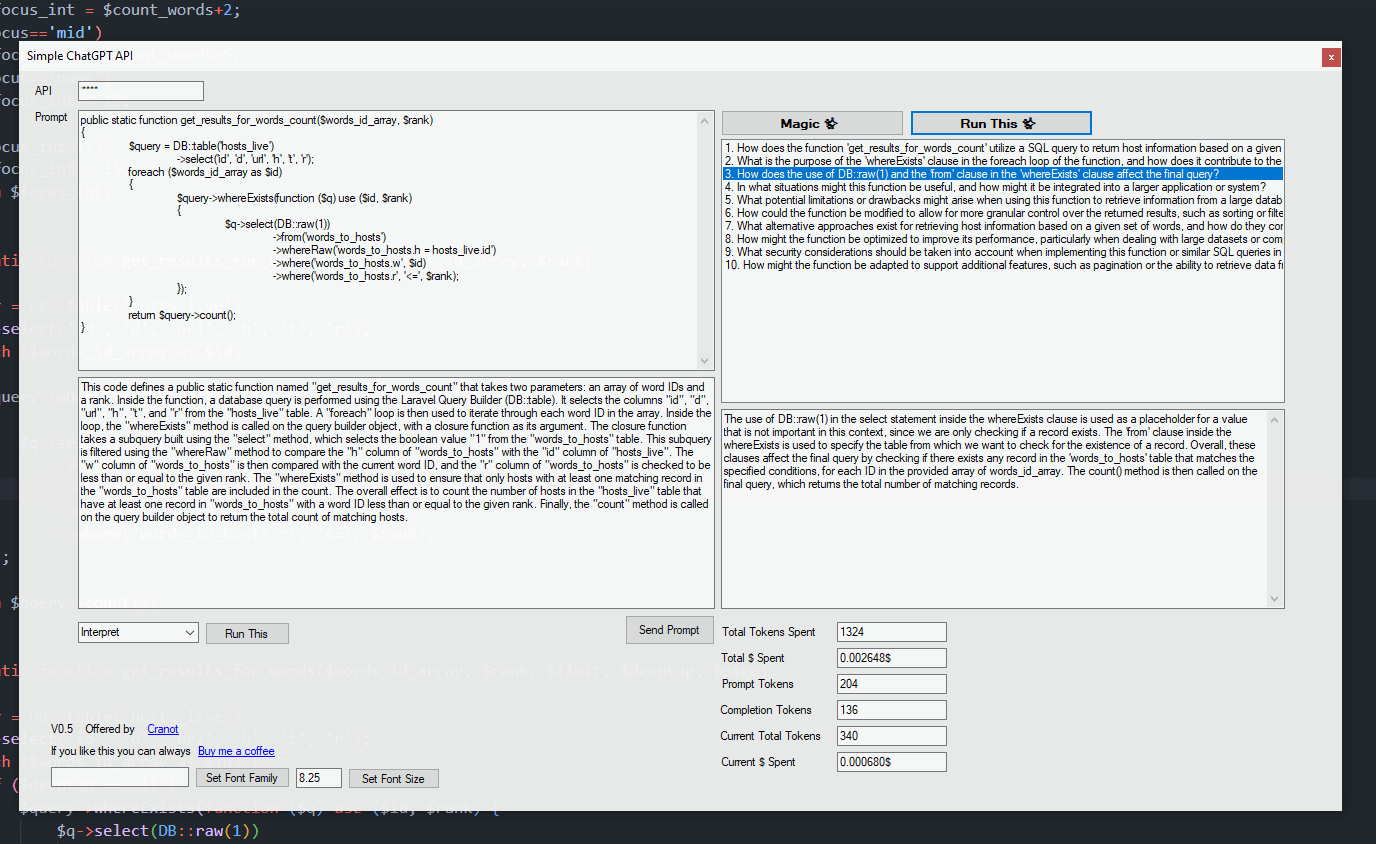 focus_int = $count_words+2;
ocus=='mid')
Simple ChatGPT API
x
API
****
Prompt
public static function get_results_for_words_count($words_id_array, $rank)
{
$query = DB::table('hosts_live')
->select('id', 'd', 'url', 'h', 't', 'r');
foreach ($words_id_array as $id)
{
$query->whereExists(function ($q) use ($id, $rank)
{
$q->select(DB::raw(1))
->from('words_to_hosts')
->whereRaw('words_to_hosts.h = hosts_live.id')
->where('words_to_hosts.w', $id)
->where('words_to_hosts.r', '<=', $rank);
});
}
return $query->count();
}
Magic
Run This
1. How does the function 'get_results_for_words_count' utilize a SQL query to return host information based on a given
2. What is the purpose of the 'whereExists' clause in the foreach loop of the function, and how does it contribute to the
3. How does the use of DB::raw(1) and the 'from' clause in the 'whereExists' clause affect the final query?
4. In what situations might this function be useful, and how might it be integrated into a larger application or system?
5. What potential limitations or drawbacks might arise when using this function to retrieve information from a large datab
6. How could the function be modified to allow for more granular control over the returned results, such as sorting or filte
7. What alternative approaches exist for retrieving host information based on a given set of words, and how do they cor
8. How might the function be optimized to improve its performance, particularly when dealing with large datasets or com
9. What security considerations should be taken into account when implementing this function or similar SQL queries in
10. How might the function be adapted to support additional features, such as pagination or the ability to retrieve data fr
This code defines a public static function named "get_results_for_words_count" that takes two parameters: an array of word IDs and
a rank. Inside the function, a database query is performed using the Laravel Query Builder (DB::table). It selects the columns "id", "d",
"url", "h", "t", and "r" from the "hosts_live" table. A "foreach" loop is then used to iterate through each word ID in the array. Inside the
loop, the "whereExists" method is called on the query builder object, with a closure function as its argument. The closure function
takes a subquery built using the "select" method, which selects the boolean value "1" from the "words_to_hosts" table. This subquery
is filtered using the "whereRaw" method to compare the "h" column of "words_to_hosts" with the "id" column of "hosts_live". The
"w" column of "words_to_hosts" is then compared with the current word ID, and the "r" column of "words_to_hosts" is checked to be
less than or equal to the given rank. The "whereExists" method is used to ensure that only hosts with at least one matching record in
the "words_to_hosts" table are included in the count. The overall effect is to count the number of hosts in the "hosts_live" table that
have at least one record in "words_to_hosts" with a word ID less than or equal to the given rank. Finally, the "count" method is called
on the query builder object to return the total count of matching hosts.
The use of DB::raw(1) in the select statement inside the whereExists clause is used as a placeholder for a value
that is not important in this context, since we are only checking if a record exists. The 'from' clause inside the
whereExists is used to specify the table from which we want to check for the existence of a record. Overall, these
clauses affect the final query by checking if there exists any record in the 'words_to_hosts' table that matches the
specified conditions, for each ID in the provided array of words_id_array. The count() method is then called on the
final query, which returns the total number of matching records.
Interpret
Run This
Send Prompt
Total Tokens Spent 1324
Total $ Spent 0.002648$
Prompt Tokens 204
Completion Tokens 136
Current Total Tokens 340
Current $ Spent 0.000680$
V0.5 Offered by Cranot
If you like this you can always Buy me a coffee
Set Font Family 8.25 Set Font Size
$query->whereExists(function ($q) use ($id, $rank) {
$q->select(DB::raw(1))